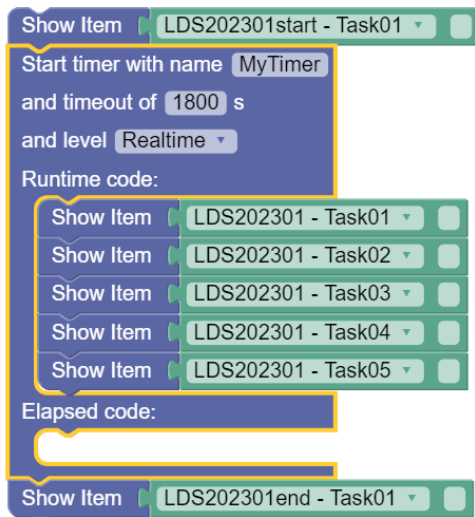 Show Item LDS202301start - Task01
Start timer with name MyTimer
and timeout of 1800 s
and level Realtime
Runtime code:
Show Item LDS202301 - Task01
Show Item LDS202301 - Task02
Show Item LDS202301 - Task03
Show Item LDS202301 - Task04
Show Item LDS202301 - Task05
Elapsed code:
Show Item LDS202301end - Task01